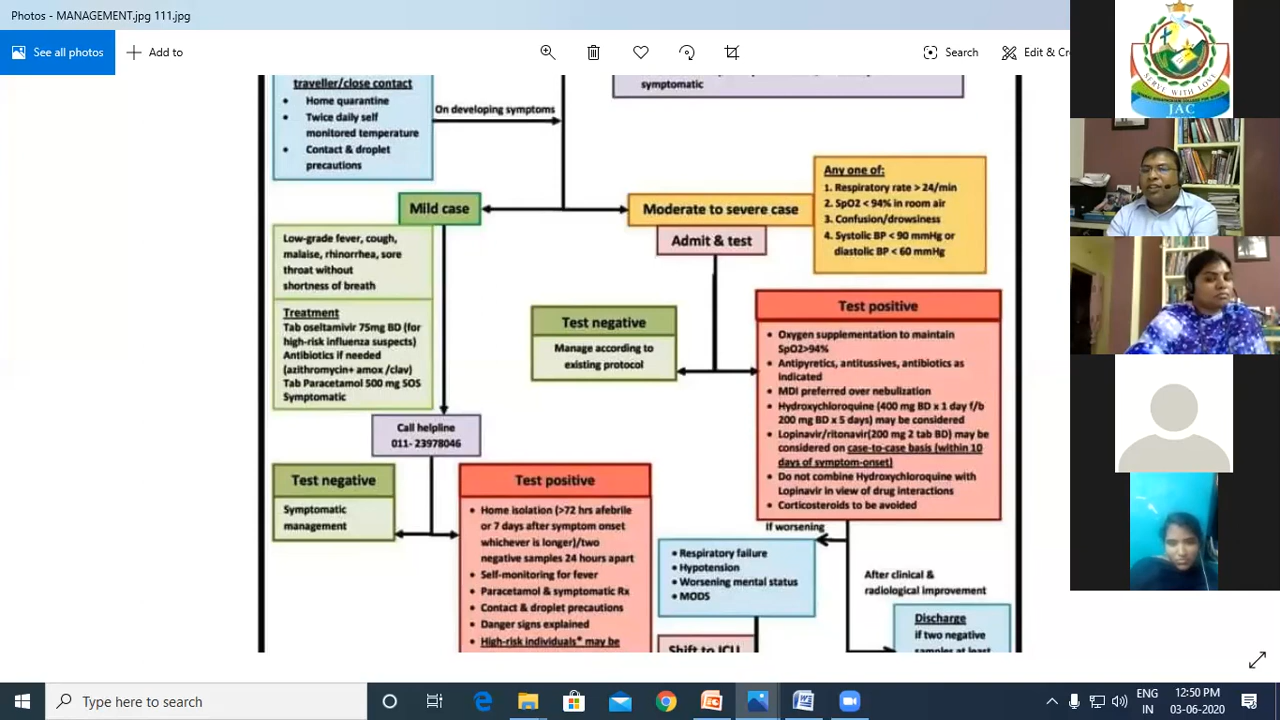 Photos - MANAGEMENT.jpg 111.jpg
See all photos
Add to
Search
Edit & Cr
traveller/close contact
• Home quarantine
• Twice daily self
monitored temperature
• Contact & droplet
precautions
On developing symptoms
symptomatic
Any one of:
1. Respiratory rate > 24/min
2. SpO2 < 94% in room air
3. Confusion/drowsiness
4. Systolic BP < 90 mmHg or
diastolic BP < 60 mmHg
Mild case
Moderate to severe case
Admit & test
Low-grade fever, cough,
malaise, rhinorrhea, sore
throat without
shortness of breath
Treatment
Tab oseltamivir 75mg BD (for
high-risk influenza suspects)
Antibiotics if needed
(azithromycin+ amox /clav)
Tab Paracetamol 500 mg SOS
Symptomatic
Test negative
Manage according to
existing protocol
Test positive
• Oxygen supplementation to maintain
SpO2>94%
• Antipyretics, antitussives, antibiotics as
indicated
• MDI preferred over nebulization
• Hydroxychloroquine (400 mg BD x 1 day f/b
200 mg BD x 5 days) may be considered
• Lopinavir/ritonavir(200 mg 2 tab BD) may be
considered on case-to-case basis (within 10
days of symptom-onset)
• Do not combine Hydroxychloroquine with
Lopinavir in view of drug interactions
• Corticosteroids to be avoided
Call helpline
011- 23978046
Test negative
Symptomatic
management
Test positive
• Home isolation (>72 hrs afebrile
or 7 days after symptom onset
whichever is longer)/two
negative samples 24 hours apart
• Self-monitoring for fever
• Paracetamol & symptomatic Rx
• Contact & droplet precautions
• Danger signs explained
• High-risk individuals* may be
If worsening
• Respiratory failure
• Hypotension
• Worsening mental status
• MODS
Shift to ICU
After clinical &
radiological improvement
Discharge
if two negative
samples at least
SERVE WITH LOVE
JAC
Type here to search
ENG
IN
12:50 PM
03-06-2020